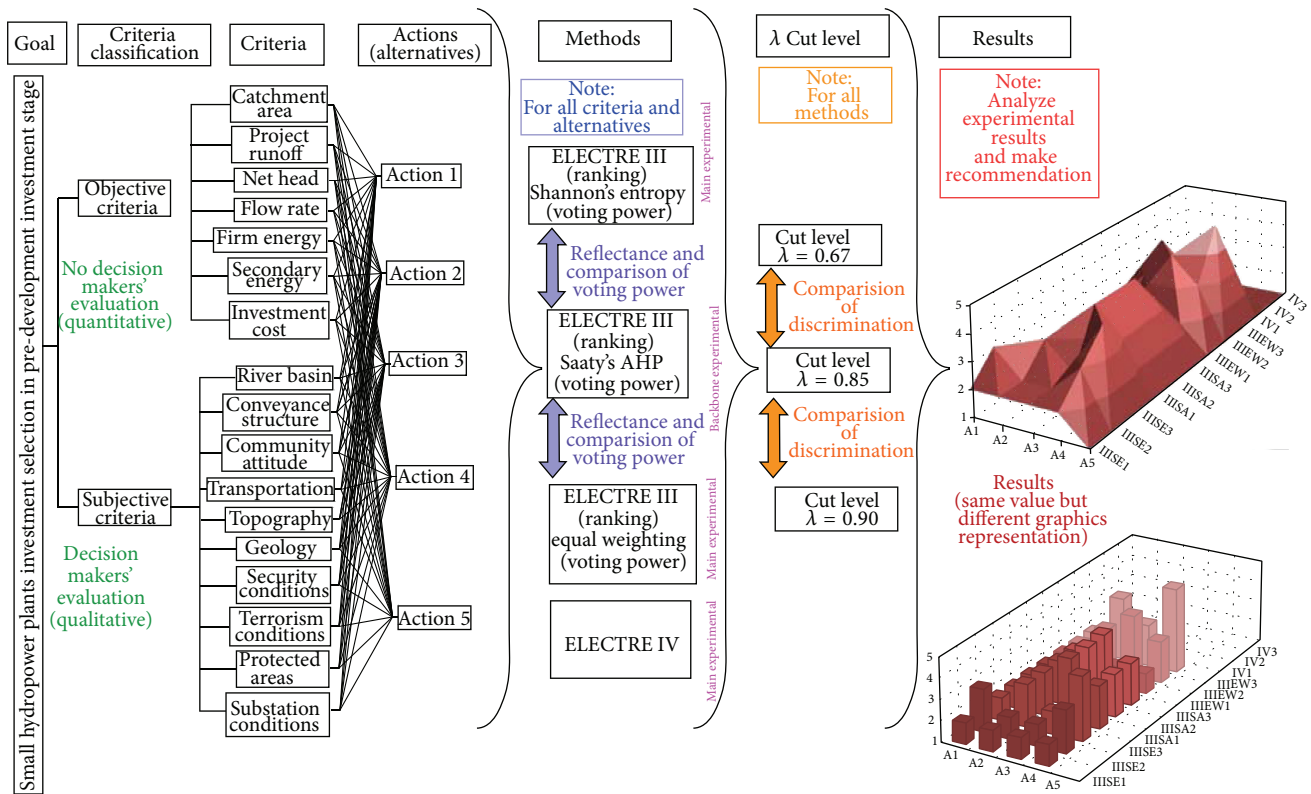 Goal
Small hydropower plants investment selection in pre-development investment stage
Criteria
classification
Objective
criteria
No decision
makers'
evaluation
(quantitative)
Subjective
criteria
Decision
makers'
evaluation
(qualitative)
Criteria
Catchment
area
Project
runoff
Net head
Flow rate
Firm energy
Secondary
energy
Investment
cost
River basin
Conveyance
structure
Community
attitude
Transportation
Topography
Geology
Security
conditions
Terrorism
conditions
Protected
areas
Substation
conditions
Actions
(alternatives)
Action 1
Action 2
Action 3
Action 4
Action 5
Methods
Note:
For all criteria and
alternatives
ELECTRE III
(ranking)
Shannon's entropy
(voting power)
Main experimental
Reflectance and
comparison of
voting power
ELECTRE III
(ranking)
Saaty's AHP
(voting power)
Backbone experimental
Reflectance and
comparision of
voting power
ELECTRE III
(ranking)
equal weighting
(voting power)
Main experimental
ELECTRE IV
Main experimental
λ Cut level
Note:
For all
methods
Cut level
λ = 0.67
Comparision
of
discrimination
Cut level
λ = 0.85
Comparision
of
discrimination
Cut level
λ = 0.90
Results
Note:
Analyze
experimental
results
and make
recommendation
5
4
3
2
1
A1
A2
A3
A4
A5
IIISE1
IIISE2
IIISE3
IIISA1
IIISA2
IIISA3
IIIEW1
IIIEW2
IIIEW3
IV1
IV2
IV3
Results
(same value but
different graphics
representation)
5
4
3
2
1
A1
A2
A3
A4
A5
IIISE1
IIISE2
IIISE3
IIISA1
IIISA2
IIISA3
IIIEW1
IIIEW2
IIIEW3
IV1
IV2
IV3